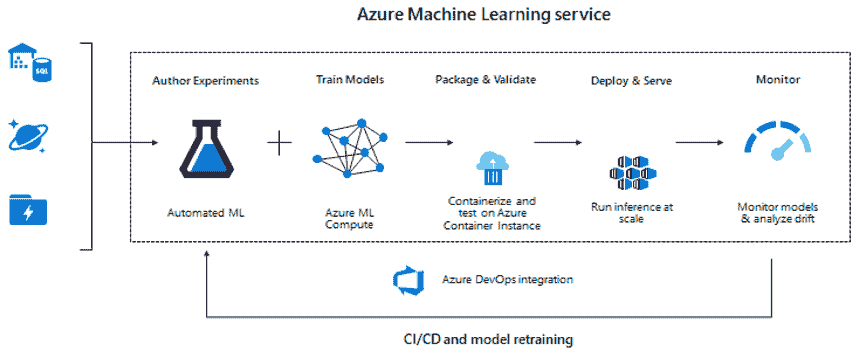 Azure Machine Learning service
Author Experiments
Train Models
Package & Validate
Deploy & Serve
Monitor
SQL
Automated ML
Azure ML
Compute
Containerize and
test on Azure
Container Instance
Run inference at
scale
Monitor models
& analyze drift
Azure DevOps integration
CI/CD and model retraining